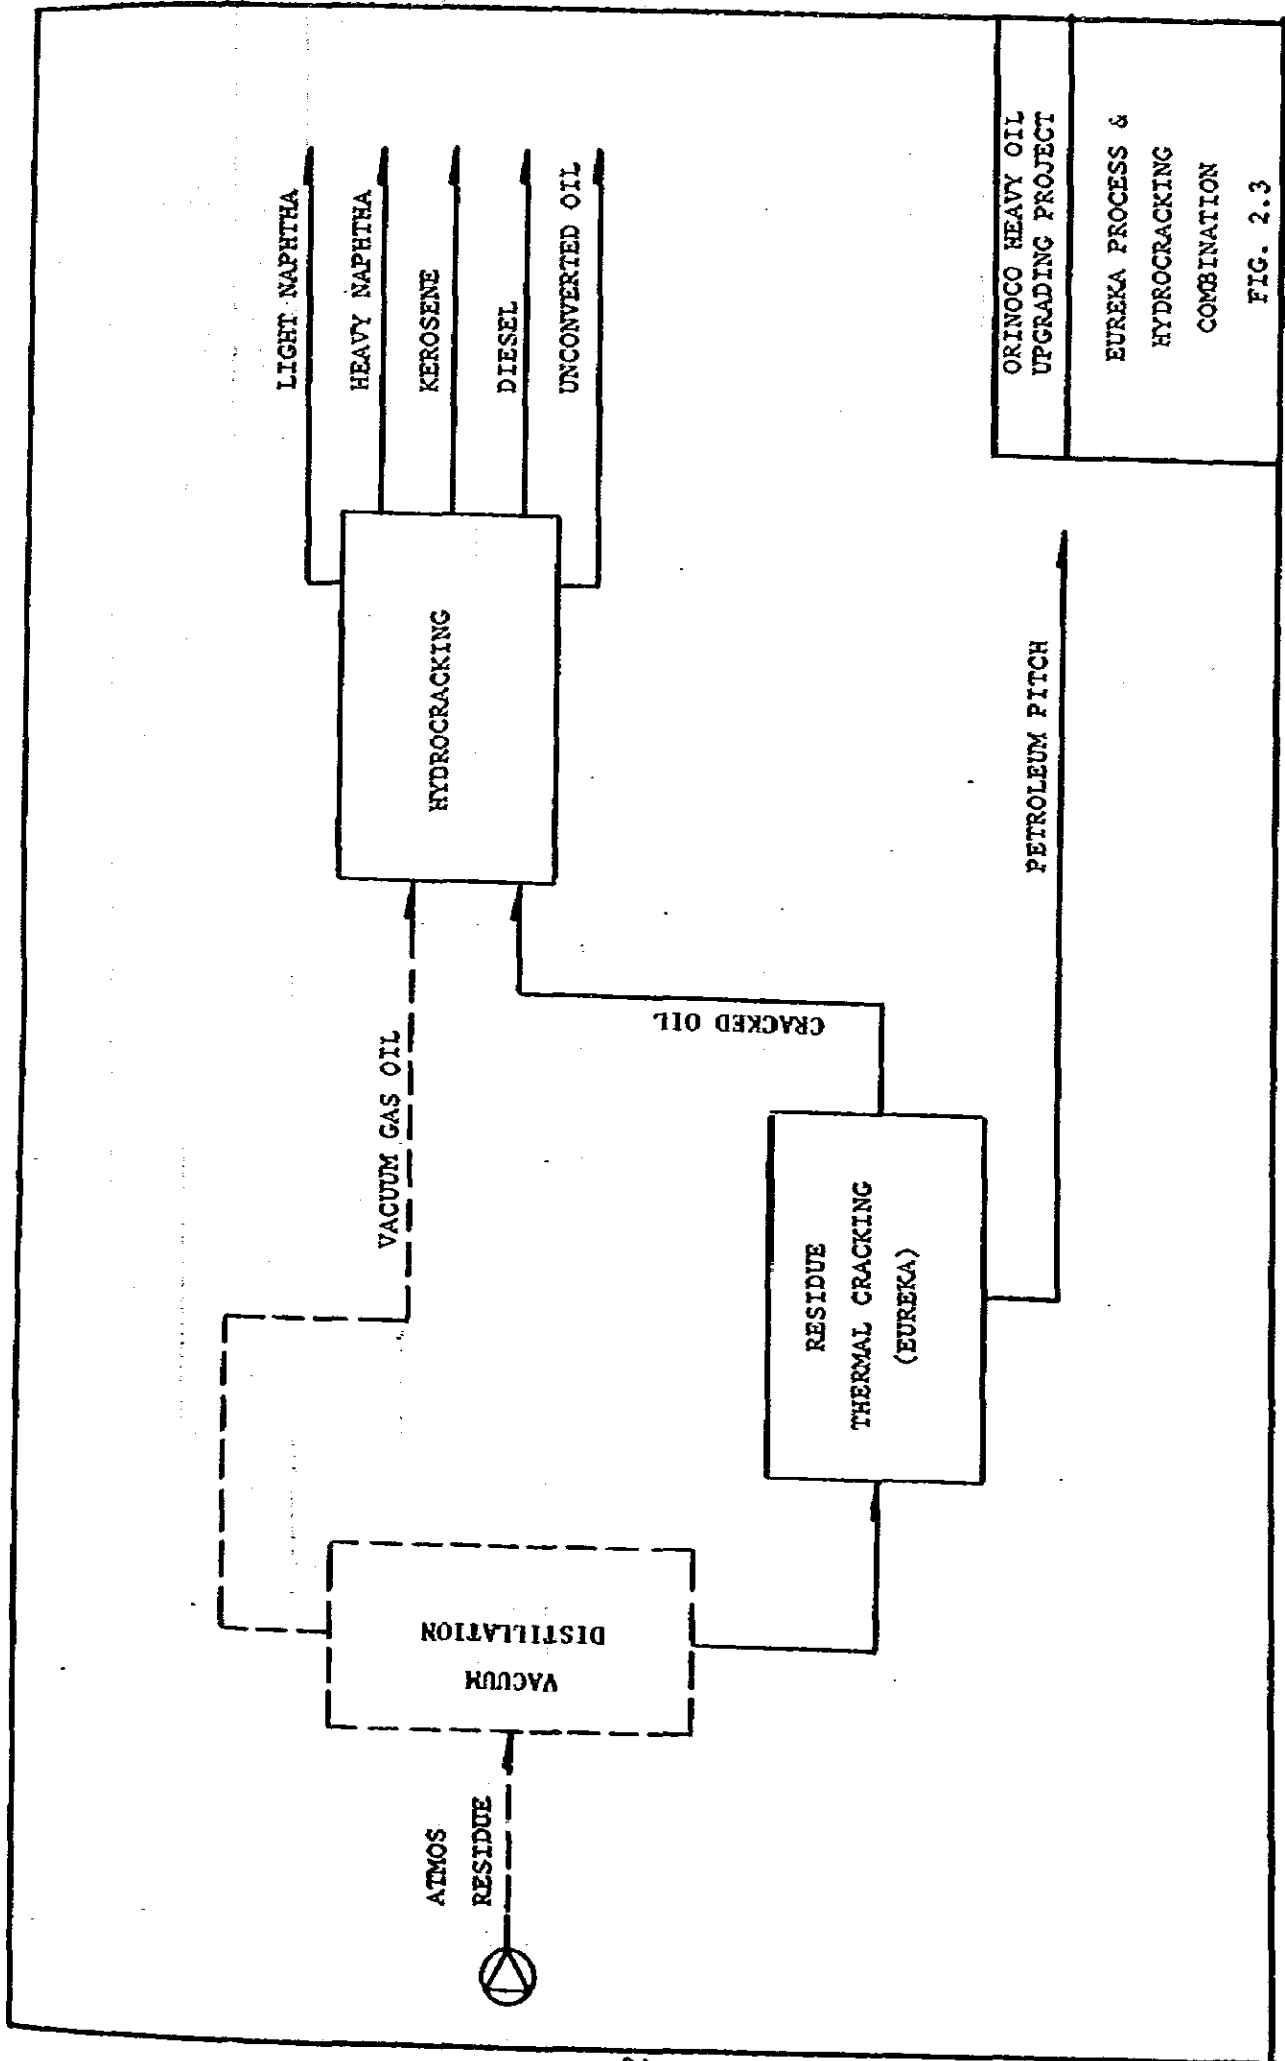 ATMOS
RESIDUE
VACUUM
DISTILLATION
VACUUM GAS OIL
RESIDUE
THERMAL CRACKING
(EUREKA)
CRACKED OIL
HYDROCRACKING
LIGHT NAPHTHA
HEAVY NAPHTHA
KEROSENE
DIESEL
UNCONVERTED OIL
PETROLEUM PITCH
ORINOCO HEAVY OIL
UPGRADING PROJECT
EUREKA PROCESS &
HYDROCRACKING
COMBINATION
FIG. 2.3